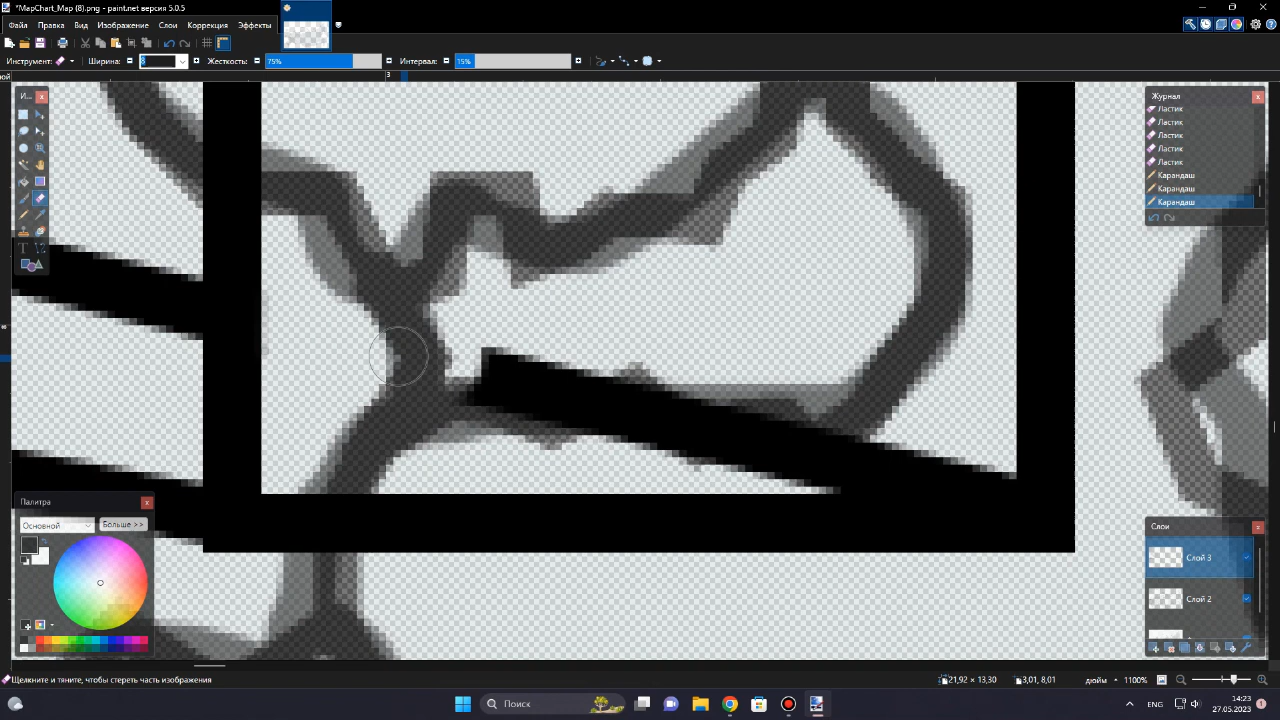 *MapChart_Map (8).png - paint.net версия 5.0.5
Файл Правка Вид Изображение Слои Коррекция Эффекты
Инструмент: Ширина: 8 Жесткость: 75% Интервал: 15%
3
И...
Журнал
Ластик
Ластик
Ластик
Ластик
Ластик
Карандаш
Карандаш
Карандаш
Палитра
Основной Больше >>
Слои
Слой 3
Слой 2
Щелкните и тяните, чтобы стереть часть изображения
21,92 × 13,30 3,01, 8,01 дюйм 1100%
Поиск
ENG 14:23
27.05.2023